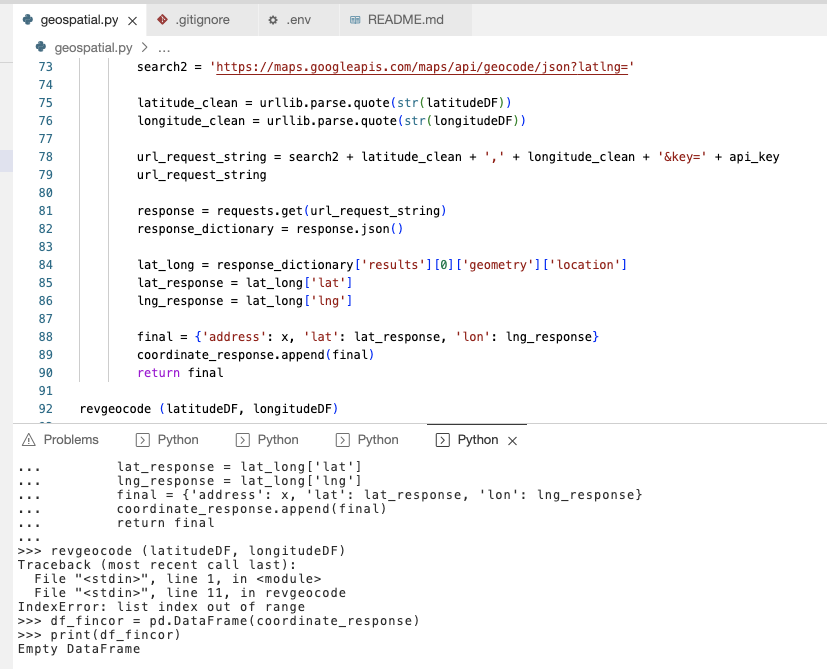 geospatial.py × .gitignore .env README.md
geospatial.py > ...
73 search2 = 'https://maps.googleapis.com/maps/api/geocode/json?latlng='
74
75 latitude_clean = urllib.parse.quote(str(latitudeDF))
76 longitude_clean = urllib.parse.quote(str(longitudeDF))
77
78 url_request_string = search2 + latitude_clean + ',' + longitude_clean + '&key=' + api_key
79 url_request_string
80
81 response = requests.get(url_request_string)
82 response_dictionary = response.json()
83
84 lat_long = response_dictionary['results'][0]['geometry']['location']
85 lat_response = lat_long['lat']
86 lng_response = lat_long['lng']
87
88 final = {'address': x, 'lat': lat_response, 'lon': lng_response}
89 coordinate_response.append(final)
90 return final
91
92 revgeocode (latitudeDF, longitudeDF)
Problems Python Python Python Python ×
... lat_response = lat_long['lat']
... lng_response = lat_long['lng']
... final = {'address': x, 'lat': lat_response, 'lon': lng_response}
... coordinate_response.append(final)
... return final
...
>>> revgeocode (latitudeDF, longitudeDF)
Traceback (most recent call last):
File "<stdin>", line 1, in <module>
File "<stdin>", line 11, in revgeocode
IndexError: list index out of range
>>> df_fincor = pd.DataFrame(coordinate_response)
>>> print(df_fincor)
Empty DataFrame